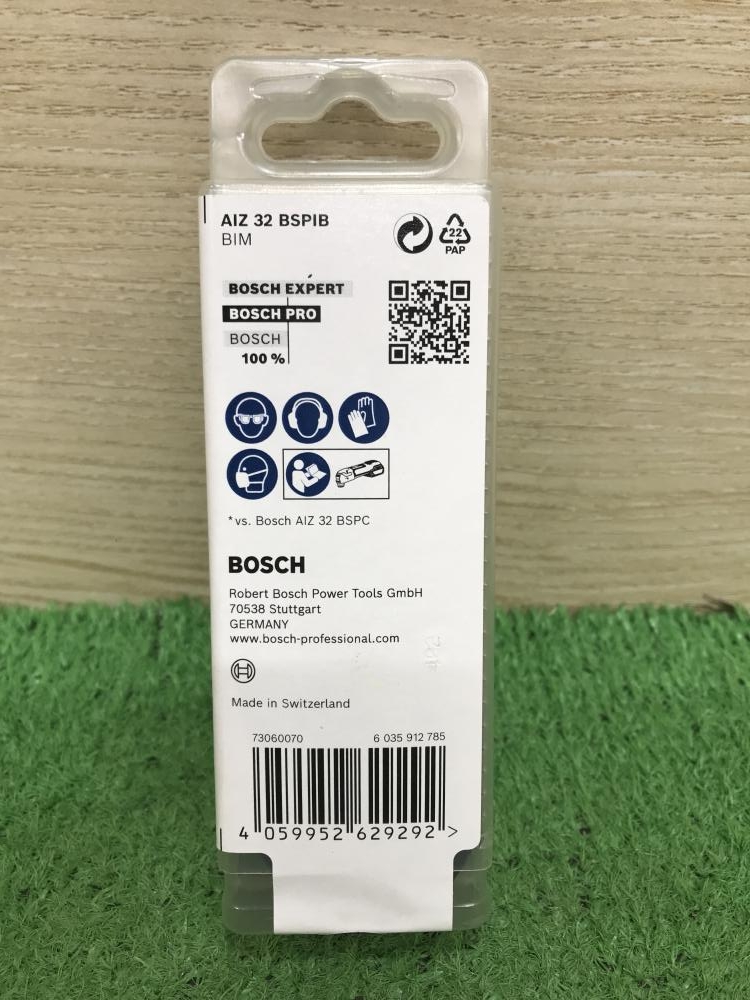 AIZ 32 BSPIB
BIM
22
PAP
BOSCH EXPERT
BOSCH PRO
BOSCH
100 %
* vs. Bosch AIZ 32 BSPC
BOSCH
Robert Bosch Power Tools GmbH
70538 Stuttgart
GERMANY
www.bosch-professional.com
Made in Switzerland
73060070 6 035 912 785
4 059952 629292 >